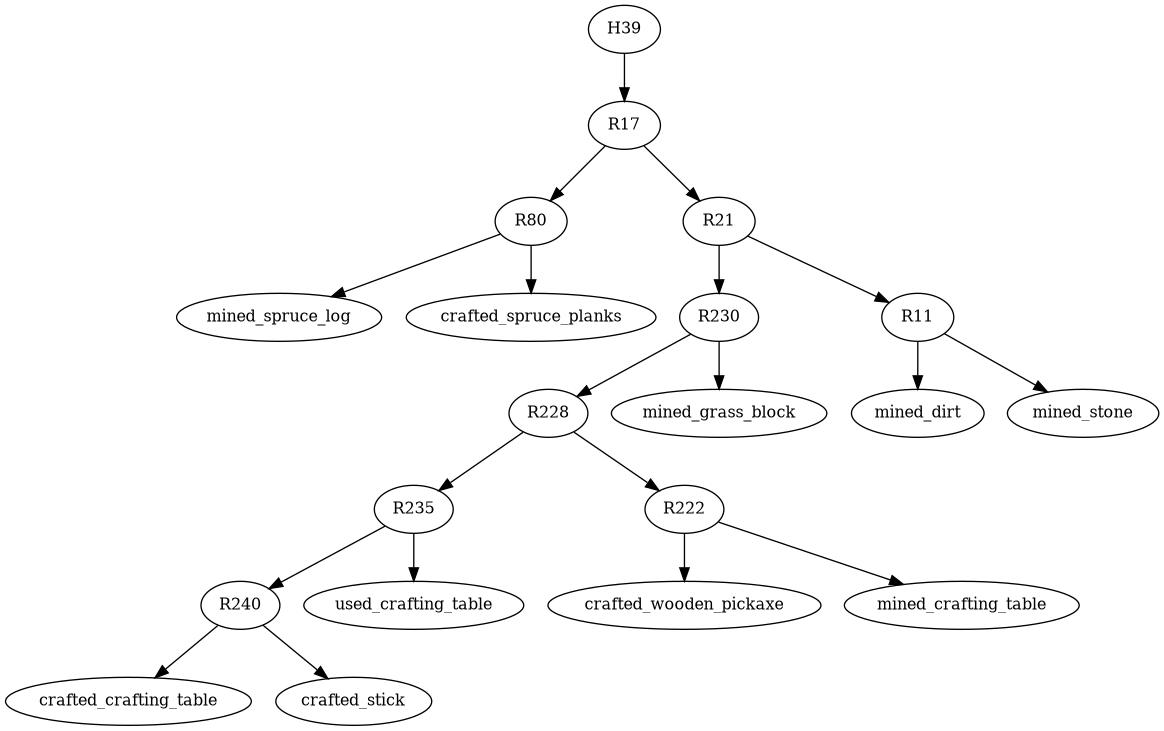 H39
R17
R80
R21
mined_spruce_log
crafted_spruce_planks
R230
R11
R228
mined_grass_block
mined_dirt
mined_stone
R235
R222
R240
used_crafting_table
crafted_wooden_pickaxe
mined_crafting_table
crafted_crafting_table
crafted_stick